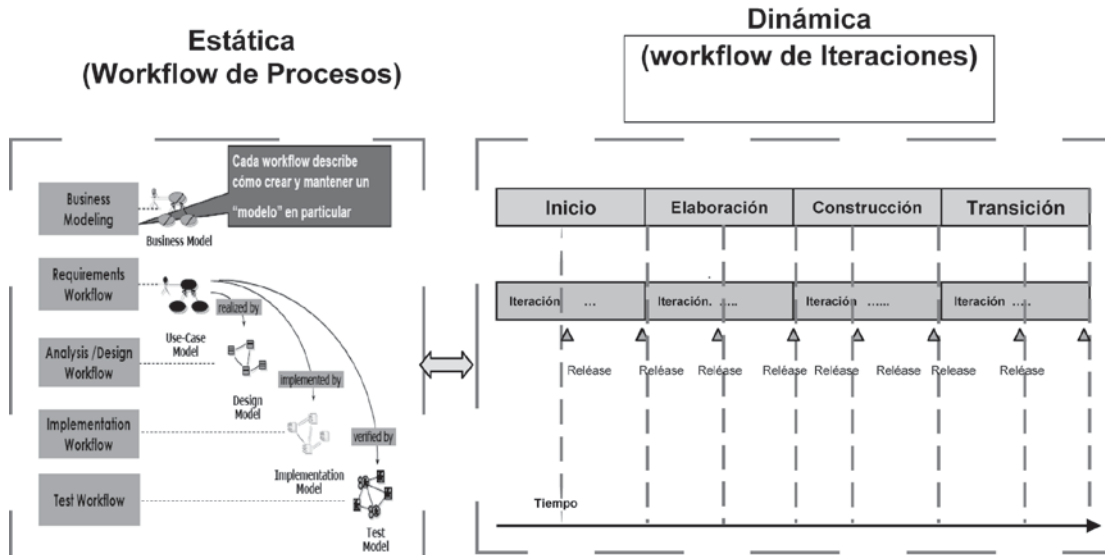 Estática
(Workflow de Procesos)
Cada workflow describe
cómo crear y mantener un
“modelo” en particular
Business
Modeling
Business Model
Requirements
Workflow
realized by
Use-Case
Model
Analysis /Design
Workflow
implemented by
Design
Model
Implementation
Workflow
verified by
Implementation
Model
Test Workflow
Test
Model
Dinámica
(workflow de Iteraciones)
Inicio
Elaboración
Construcción
Transición
Iteración ...
Iteración. .....
Iteración ......
Iteración .....
Reléase
Reléase
Reléase
Reléase
Reléase
Reléase
Reléase
Reléase
Tiempo